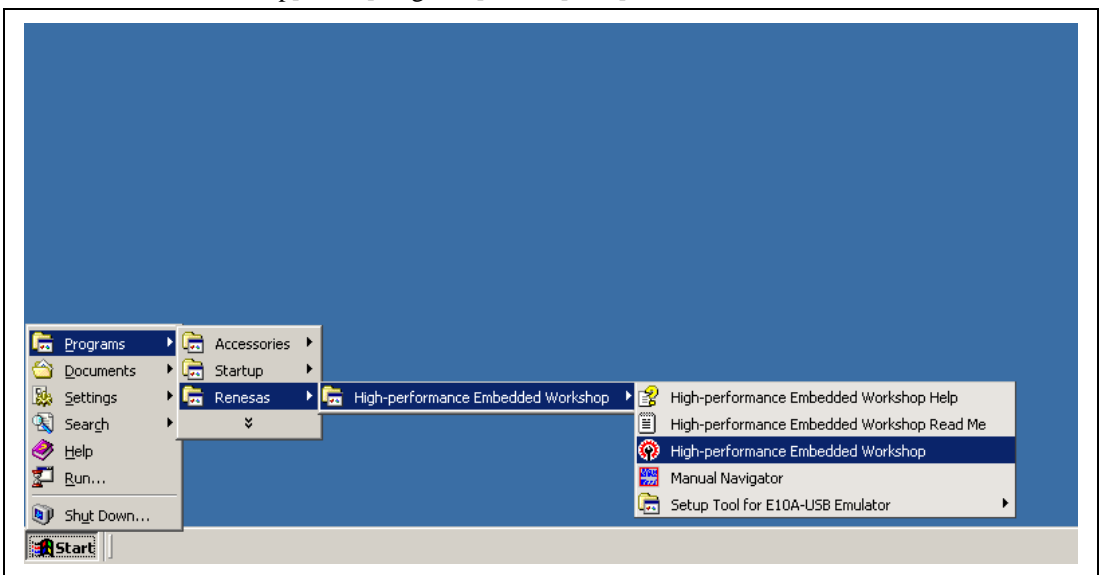 Programs
Documents
Settings
Search
Help
Run...
Shut Down...
Start
Accessories
Startup
Renesas
High-performance Embedded Workshop
High-performance Embedded Workshop Help
High-performance Embedded Workshop Read Me
High-performance Embedded Workshop
Manual Navigator
Setup Tool for E10A-USB Emulator